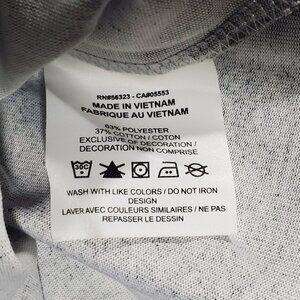 RN#56323 - CA#05553
MADE IN VIETNAM
FABRIQUE AU VIETNAM
63% POLYESTER
37% COTTON / COTON
EXCLUSIVE OF DECORATION /
DECORATION NON COMPRISE
WASH WITH LIKE COLORS / DO NOT IRON
DESIGN
LAVER AVEC COULEURS SIMILAIRES / NE PAS
REPASSER LE DESSIN